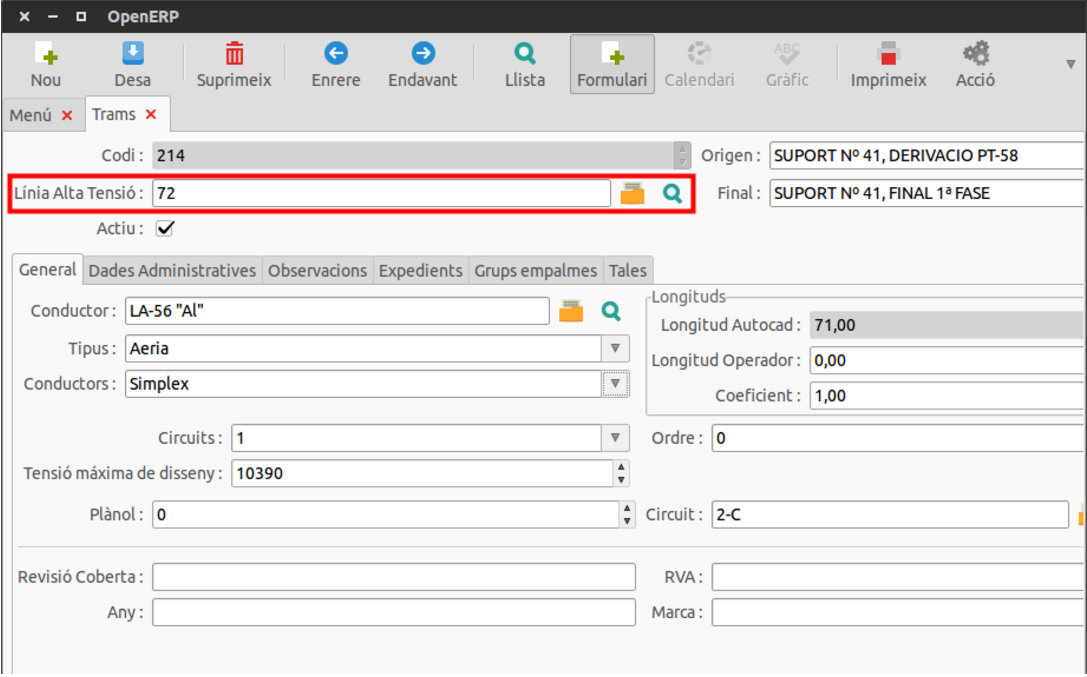 OpenERP
Nou Desa Suprimeix Enrere Endavant Llista Formulari Calendari ABC Gràfic Imprimeix Acció
Menú Trams
Codi : 214 Origen : SUPORT Nº 41, DERIVACIO PT-58
Línia Alta Tensió : 72 Final : SUPORT Nº 41, FINAL 1ª FASE
Actiu :
General Dades Administratives Observacions Expedients Grups empalmes Tales
Conductor : LA-56 "Al" Longituds
Longitud Autocad : 71,00
Tipus : Aeria Longitud Operador : 0,00
Conductors : Simplex Coeficient : 1,00
Circuits : 1 Ordre : 0
Tensió máxima de disseny : 10390
Plànol : 0 Circuit : 2-C
Revisió Coberta : RVA :
Any : Marca :